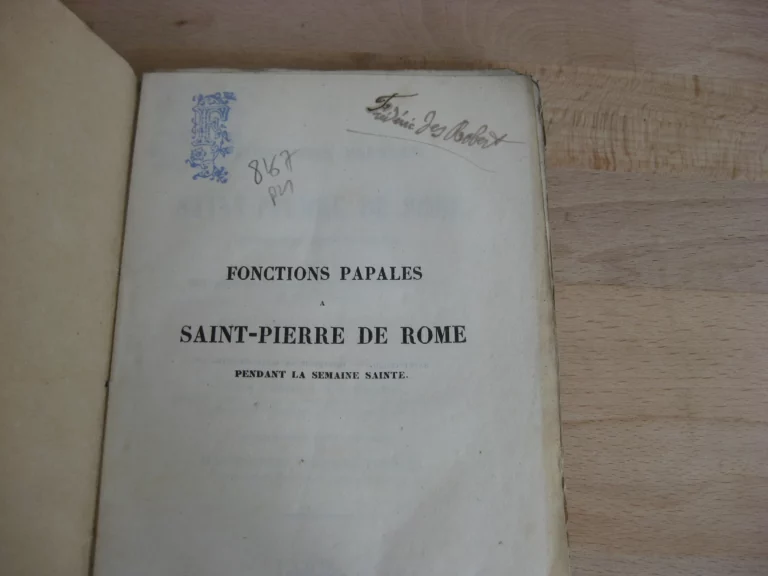 Frédéric des Robert
8167
FONCTIONS PAPALES
A
SAINT-PIERRE DE ROME
PENDANT LA SEMAINE SAINTE.